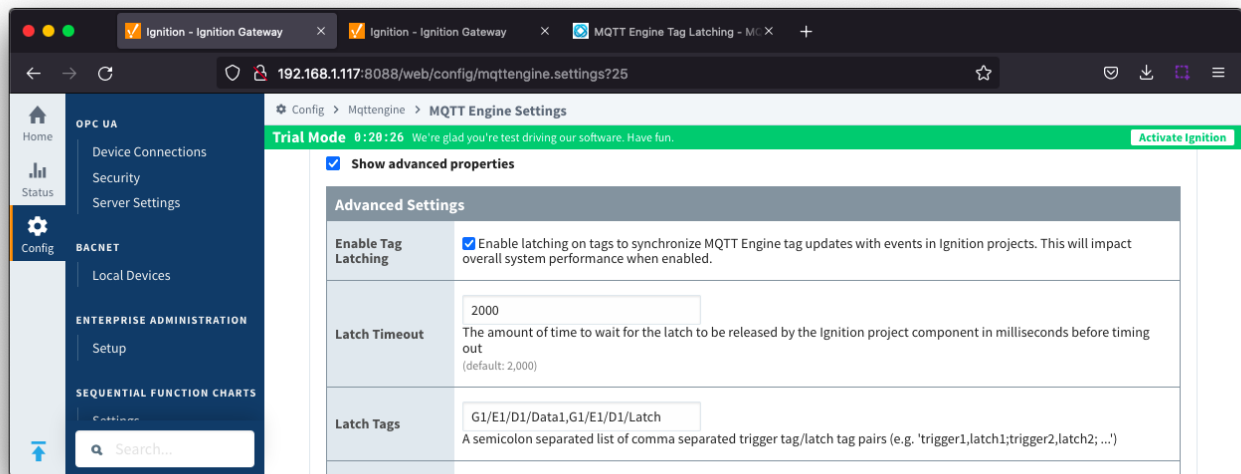 Ignition - Ignition Gateway
Ignition - Ignition Gateway
MQTT Engine Tag Latching - MC
192.168.1.117:8088/web/config/mqttengine.settings?25
Home
Status
Config
OPC UA
Device Connections
Security
Server Settings
BACNET
Local Devices
ENTERPRISE ADMINISTRATION
Setup
SEQUENTIAL FUNCTION CHARTS
Settings
Search...
Config > Mqttengine > MQTT Engine Settings
Trial Mode 0:20:26 We're glad you're test driving our software. Have fun. Activate Ignition
Show advanced properties
Advanced Settings
Enable Tag
Latching
Enable latching on tags to synchronize MQTT Engine tag updates with events in Ignition projects. This will impact
overall system performance when enabled.
Latch Timeout
2000
The amount of time to wait for the latch to be released by the Ignition project component in milliseconds before timing
out
(default: 2,000)
Latch Tags
G1/E1/D1/Data1,G1/E1/D1/Latch
A semicolon separated list of comma separated trigger tag/latch tag pairs (e.g. 'trigger1,latch1;trigger2,latch2; ...')